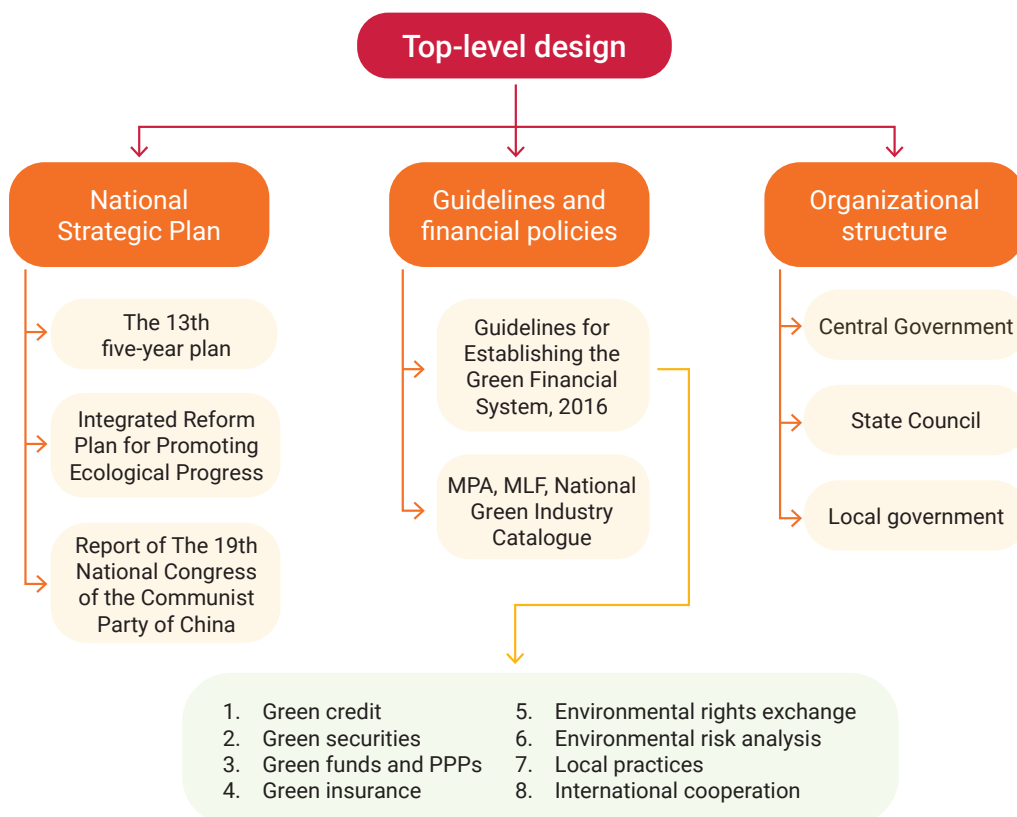 Top-level design
National
Strategic Plan
The 13th
five-year plan
Integrated Reform
Plan for Promoting
Ecological Progress
Report of The 19th
National Congress
of the Communist
Party of China
Guidelines and
financial policies
Guidelines for
Establishing the
Green Financial
System, 2016
MPA, MLF, National
Green Industry
Catalogue
Organizational
structure
Central Government
State Council
Local government
1. Green credit
2. Green securities
3. Green funds and PPPs
4. Green insurance
5. Environmental rights exchange
6. Environmental risk analysis
7. Local practices
8. International cooperation